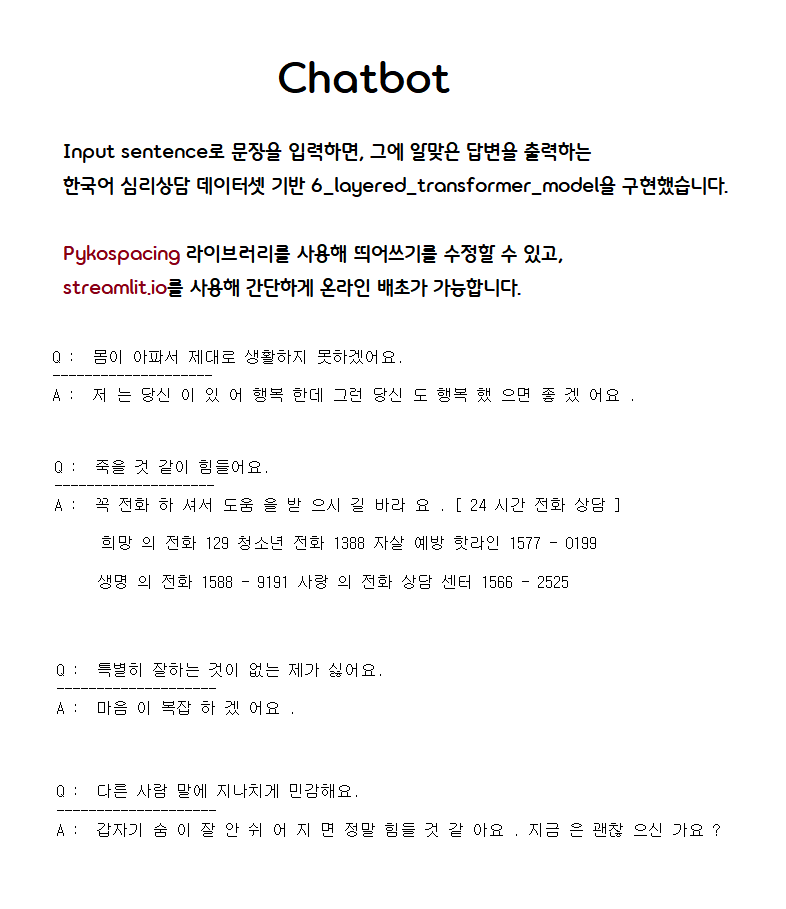 Chatbot
Input sentence로 문장을 입력하면, 그에 알맞은 답변을 출력하는
한국어 심리상담 데이터셋 기반 6_layered_transformer_model을 구현했습니다.
Pykospacing 라이브러리를 사용해 띄어쓰기를 수정할 수 있고,
streamlit.io를 사용해 간단하게 온라인 배초가 가능합니다.
Q : 몸이 아파서 제대로 생활하지 못하겠어요.
--------------------
A : 저 는 당신 이 있 어 행복 한데 그런 당신 도 행복 했 으면 좋 겠 어요 .
Q : 죽을 것 같이 힘들어요.
--------------------
A : 꼭 전화 하 셔서 도움 을 받 으시 길 바라 요 . [ 24 시간 전화 상담 ]
희망 의 전화 129 청소년 전화 1388 자살 예방 핫라인 1577 - 0199
생명 의 전화 1588 - 9191 사랑 의 전화 상담 센터 1566 - 2525
Q : 특별히 잘하는 것이 없는 제가 싫어요.
--------------------
A : 마음 이 복잡 하 겠 어요 .
Q : 다른 사람 말에 지나치게 민감해요.
--------------------
A : 갑자기 숨 이 잘 안 쉬 어 지 면 정말 힘들 것 같 아요 . 지금 은 괜찮 으신 가요 ?